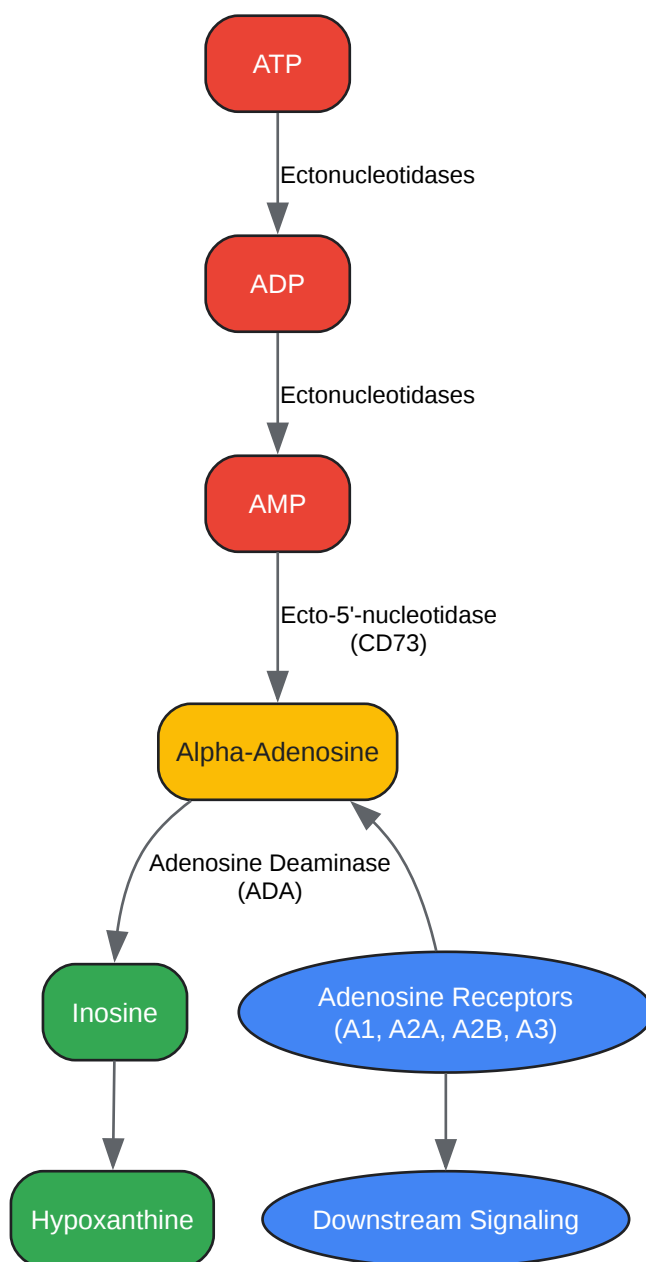 ATP
Ectonucleotidases
ADP
Ectonucleotidases
AMP
Ecto-5'-nucleotidase
(CD73)
Alpha-Adenosine
Adenosine Deaminase
(ADA)
Inosine
Adenosine Receptors
(A1, A2A, A2B, A3)
Hypoxanthine
Downstream Signaling